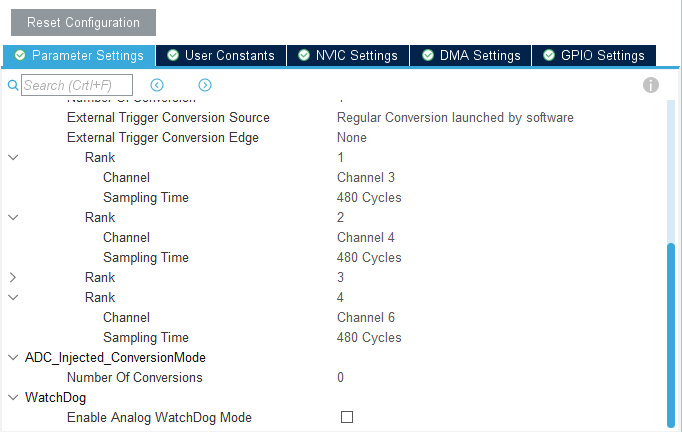 Reset Configuration
Parameter Settings User Constants NVIC Settings DMA Settings GPIO Settings
Search (Crtl+F)
Number Of Conversion
External Trigger Conversion Source Regular Conversion launched by software
External Trigger Conversion Edge None
Rank 1
Channel Channel 3
Sampling Time 480 Cycles
Rank 2
Channel Channel 4
Sampling Time 480 Cycles
Rank 3
Rank 4
Channel Channel 6
Sampling Time 480 Cycles
ADC_Injected_ConversionMode
Number Of Conversions 0
WatchDog
Enable Analog WatchDog Mode